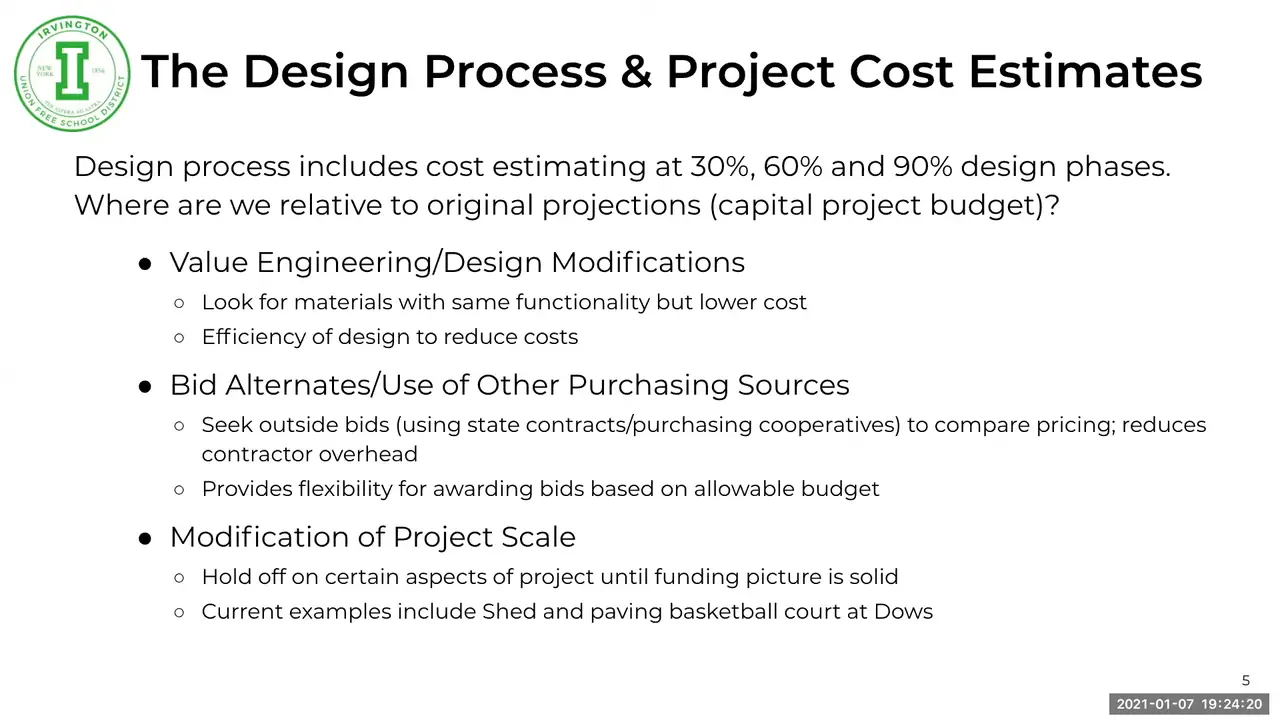 IRVINGTON
NEW YORK
1854
UNION FREE SCHOOL DISTRICT
The Design Process & Project Cost Estimates
Design process includes cost estimating at 30%, 60% and 90% design phases.
Where are we relative to original projections (capital project budget)?
● Value Engineering/Design Modifications
○ Look for materials with same functionality but lower cost
○ Efficiency of design to reduce costs
● Bid Alternates/Use of Other Purchasing Sources
○ Seek outside bids (using state contracts/purchasing cooperatives) to compare pricing; reduces
contractor overhead
○ Provides flexibility for awarding bids based on allowable budget
● Modification of Project Scale
○ Hold off on certain aspects of project until funding picture is solid
○ Current examples include Shed and paving basketball court at Dows
5
2021-01-07 19:24:20